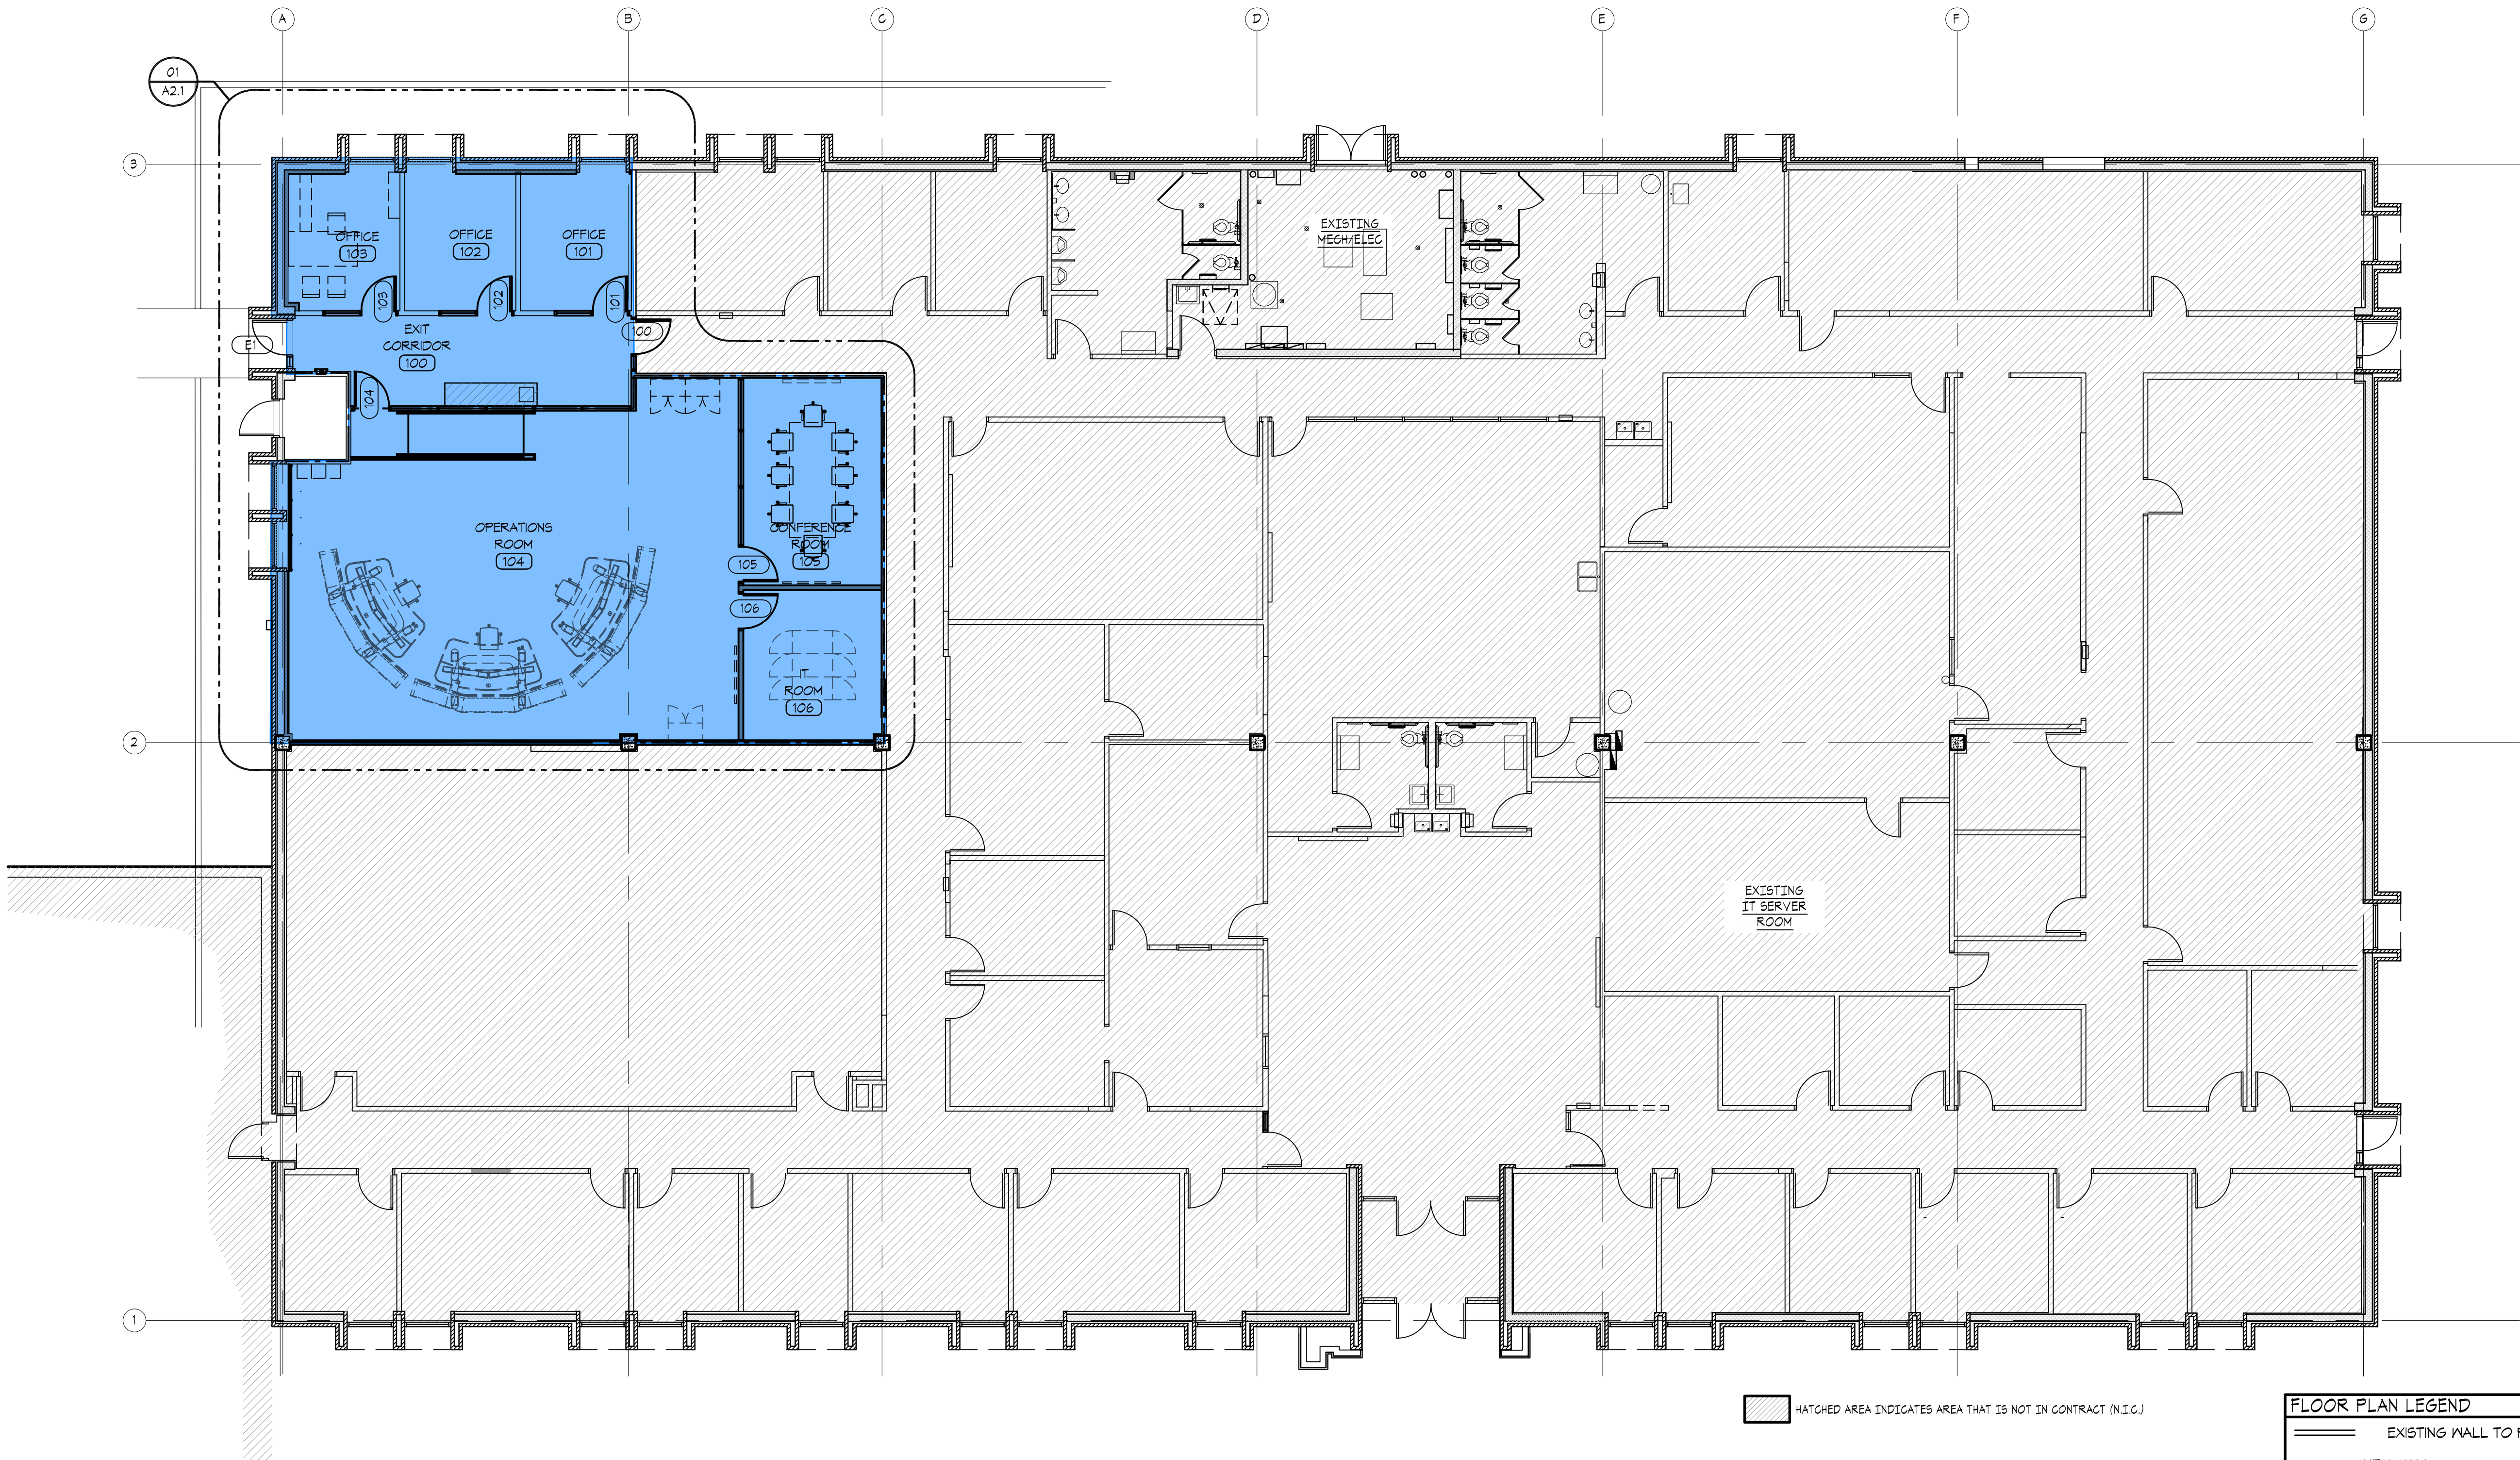 A
B
C
D
E
F
G
01
A2.1
3
OFFICE
103
OFFICE
102
OFFICE
101
EXISTING
MECH/ELEC
103
102
101
100
E1
EXIT
CORRIDOR
100
104
OPERATIONS
ROOM
104
CONFERENCE
ROOM
105
105
106
IT
ROOM
106
2
EXISTING
IT SERVER
ROOM
1
HATCHED AREA INDICATES AREA THAT IS NOT IN CONTRACT (N.I.C.)
FLOOR PLAN LEGEND
EXISTING WALL TO